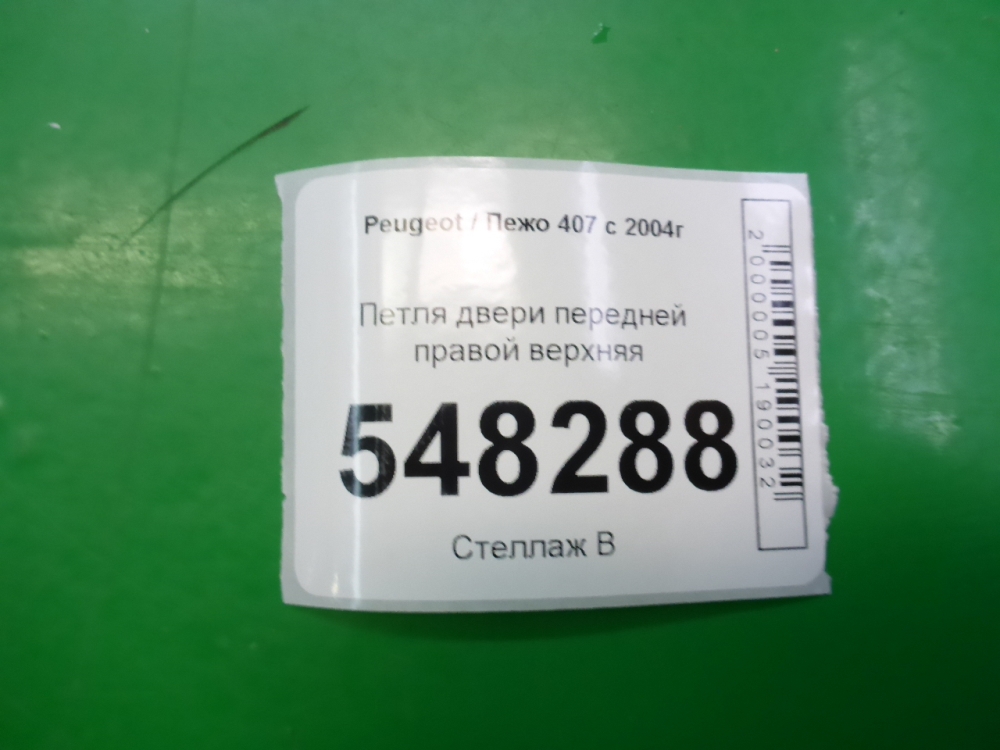 Peugeot / Пежо 407 с 2004г
Петля двери передней
правой верхняя
548288
Стеллаж В
2000005190032